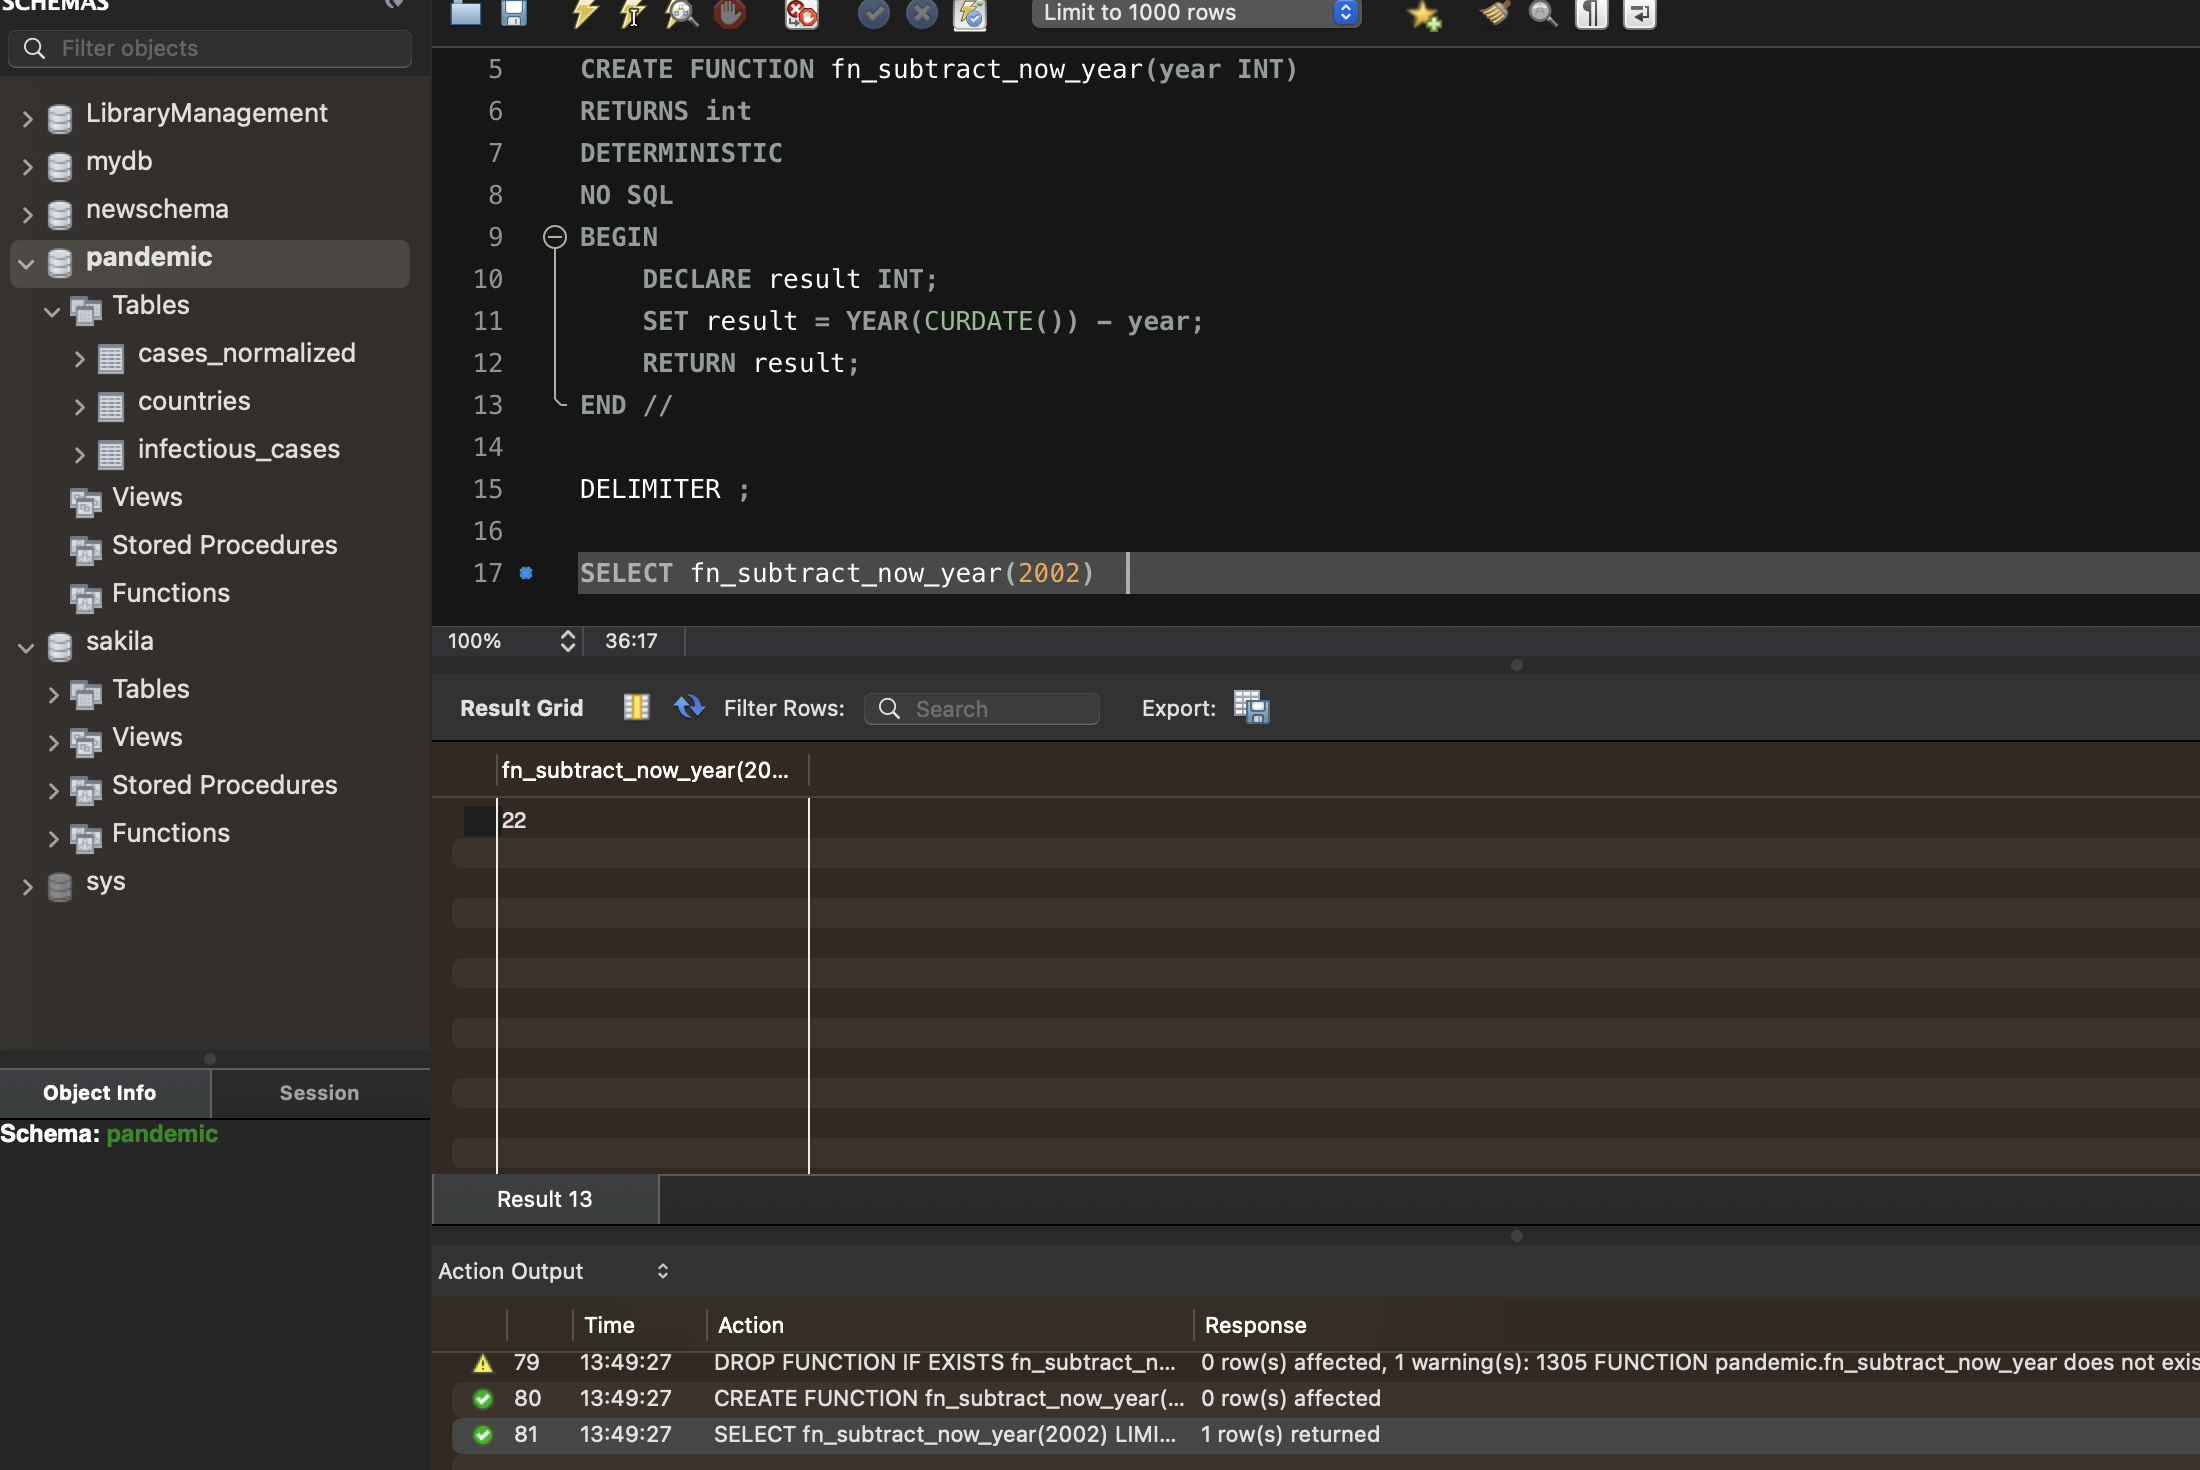 SCHEMAS
Filter objects
LibraryManagement
mydb
newschema
pandemic
Tables
cases_normalized
countries
infectious_cases
Views
Stored Procedures
Functions
sakila
Tables
Views
Stored Procedures
Functions
sys
Object Info
Session
Schema: pandemic
Limit to 1000 rows
5 CREATE FUNCTION fn_subtract_now_year(year INT)
6 RETURNS int
7 DETERMINISTIC
8 NO SQL
9 BEGIN
10 DECLARE result INT;
11 SET result = YEAR(CURDATE()) - year;
12 RETURN result;
13 END //
14
15 DELIMITER ;
16
17 SELECT fn_subtract_now_year(2002)
100% 36:17
Result Grid Filter Rows: Search Export:
fn_subtract_now_year(20...
22
Result 13
Action Output
Time Action Response
79 13:49:27 DROP FUNCTION IF EXISTS fn_subtract_n... 0 row(s) affected, 1 warning(s): 1305 FUNCTION pandemic.fn_subtract_now_year does not exis
80 13:49:27 CREATE FUNCTION fn_subtract_now_year(... 0 row(s) affected
81 13:49:27 SELECT fn_subtract_now_year(2002) LIMI... 1 row(s) returned